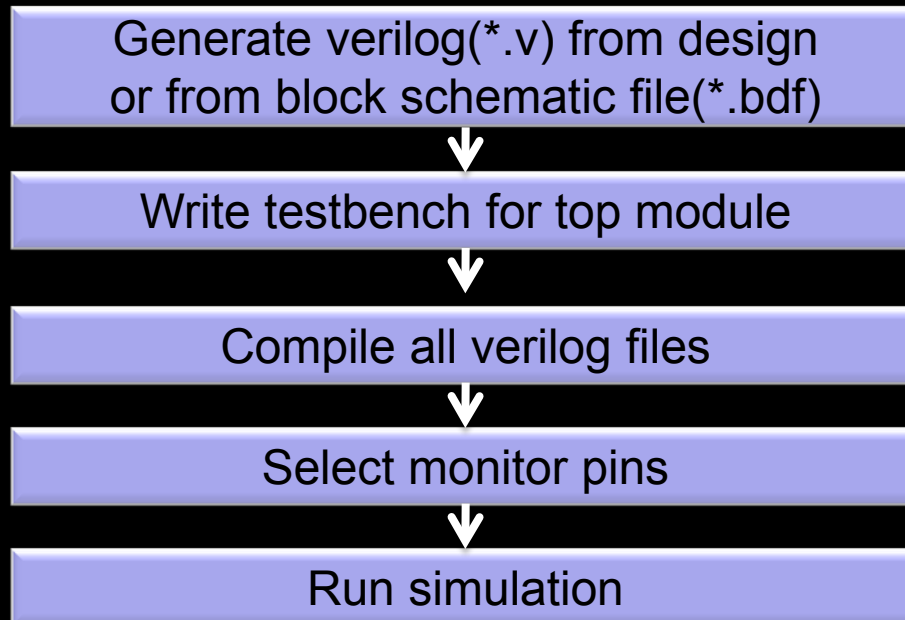 Generate verilog(*.v) from design
or from block schematic file(*.bdf)
Write testbench for top module
Compile all verilog files
Select monitor pins
Run simulation